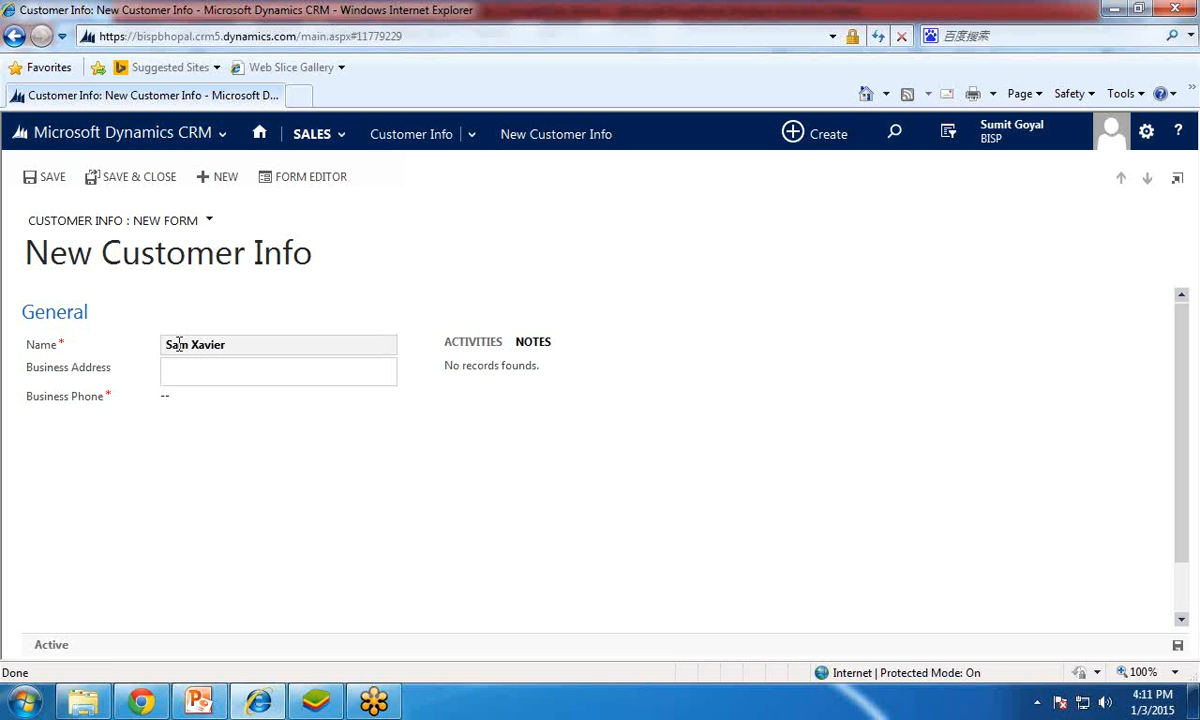 Customer Info: New Customer Info - Microsoft Dynamics CRM - Windows Internet Explorer
https://bispbhopal.crm5.dynamics.com/main.aspx#11779229
百度搜索
Favorites
Suggested Sites
Web Slice Gallery
Customer Info: New Customer Info - Microsoft D...
Page
Safety
Tools
»
Microsoft Dynamics CRM
SALES
Customer Info
New Customer Info
Create
Sumit Goyal
BISP
?
SAVE
SAVE & CLOSE
+ NEW
FORM EDITOR
CUSTOMER INFO : NEW FORM
New Customer Info
General
Name*
Sam Xavier
Business Address
Business Phone*
--
ACTIVITIES
NOTES
No records founds.
Active
Done
Internet | Protected Mode: On
100%
4:11 PM
1/3/2015